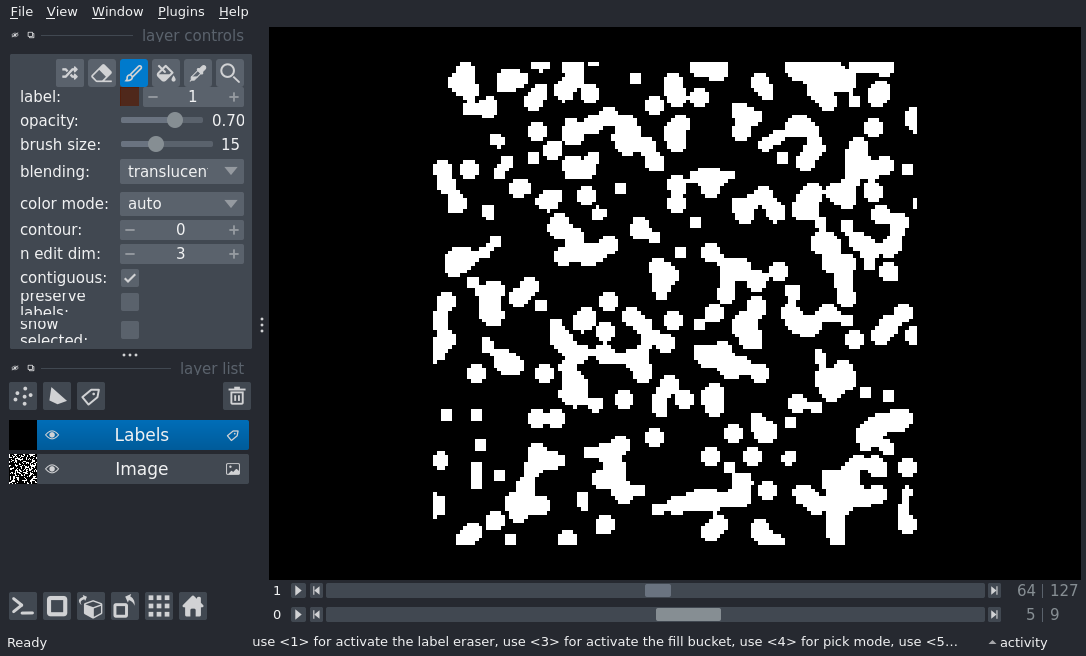 File View Window Plugins Help
layer controls
label: 1
opacity: 0.70
brush size: 15
blending: translucen
color mode: auto
contour: 0
n edit dim: 3
contiguous:
preserve
labels:
show
selected:
layer list
Labels
Image
1 64 127
0 5 9
Ready use <1> for activate the label eraser, use <3> for activate the fill bucket, use <4> for pick mode, use <5... activity